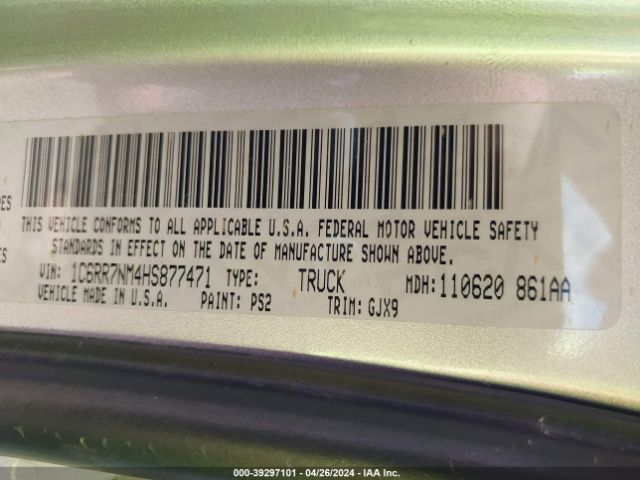 RES
THIS VEHICLE CONFORMS TO ALL APPLICABLE U.S.A. FEDERAL MOTOR VEHICLE SAFETY
STANDARDS IN EFFECT ON THE DATE OF MANUFACTURE SHOWN ABOVE.
VIN: 1C6RR7NM4HS877471 TYPE: TRUCK MDH:110620 861AA
VEHICLE MADE IN U.S.A. PAINT: PS2 TRIM: GJX9
000-39297101 - 04/26/2024 - IAA Inc.